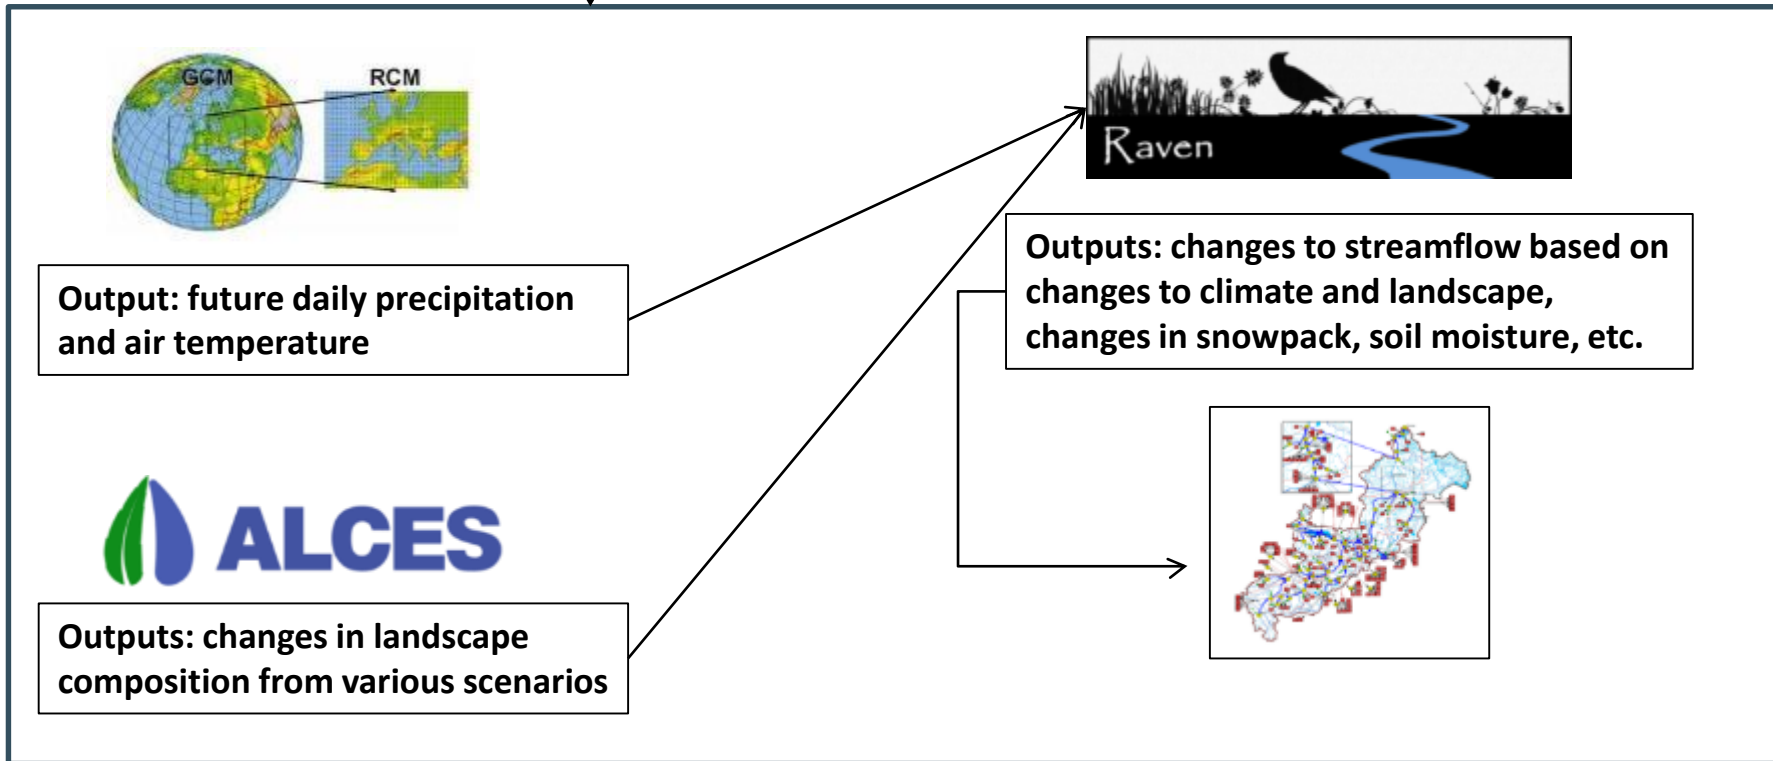 GCM
RCM
Output: future daily precipitation
and air temperature
ALCES
Outputs: changes in landscape
composition from various scenarios
Raven
Outputs: changes to streamflow based on
changes to climate and landscape,
changes in snowpack, soil moisture, etc.